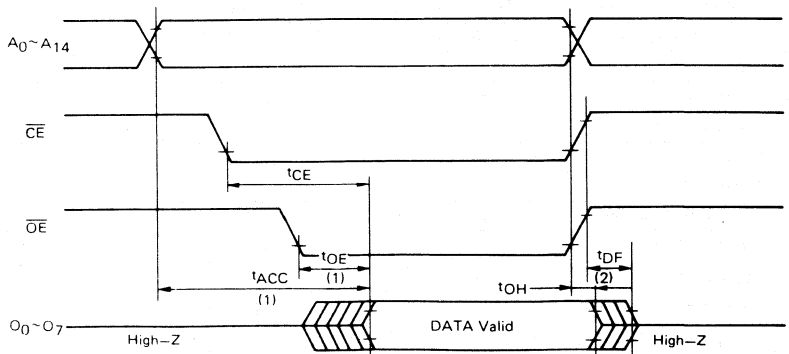 A0~A14
CE
tCE
OE
tOE
(1)
tACC
(1)
tDF
(2)
tOH
O0~O7
High-Z
DATA Valid
High-Z